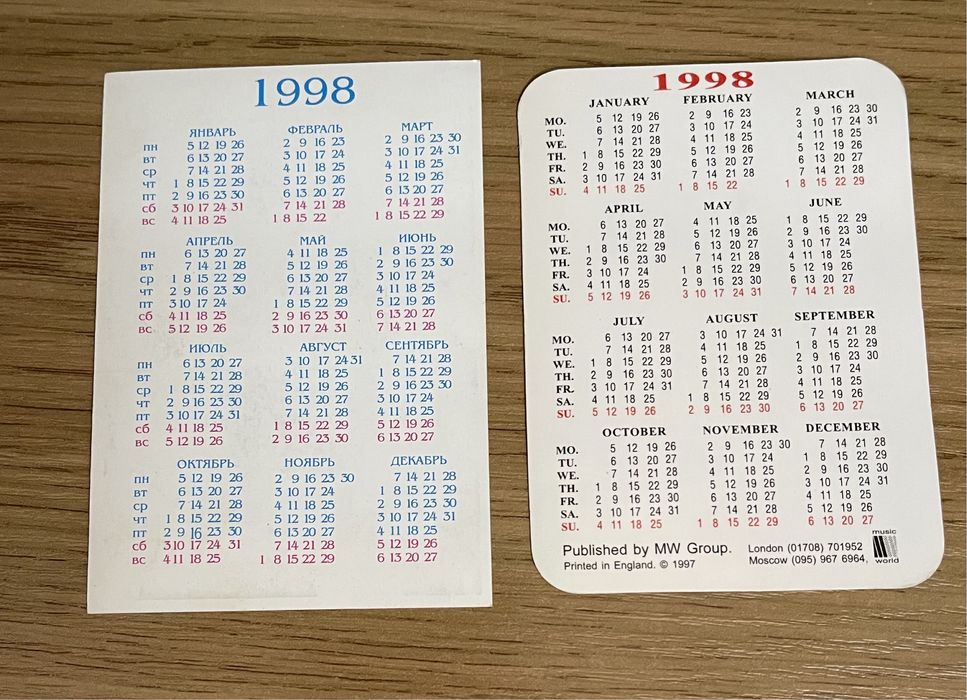 1998
ЯНВАРЬ ФЕВРАЛЬ МАРТ
пн 5 12 19 26 2 9 16 23 2 9 16 23 30
вт 6 13 20 27 3 10 17 24 3 10 17 24 31
ср 7 14 21 28 4 11 18 25 4 11 18 25
чт 1 8 15 22 29 5 12 19 26 5 12 19 26
пт 2 9 16 23 30 6 13 20 27 6 13 20 27
сб 3 10 17 24 31 7 14 21 28 7 14 21 28
вс 4 11 18 25 1 8 15 22 1 8 15 22 29
АПРЕЛЬ МАЙ ИЮНЬ
пн 6 13 20 27 4 11 18 25 1 8 15 22 29
вт 7 14 21 28 5 12 19 26 2 9 16 23 30
ср 1 8 15 22 29 6 13 20 27 3 10 17 24
чт 2 9 16 23 30 7 14 21 28 4 11 18 25
пт 3 10 17 24 1 8 15 22 29 5 12 19 26
сб 4 11 18 25 2 9 16 23 30 6 13 20 27
вс 5 12 19 26 3 10 17 24 31 7 14 21 28
ИЮЛЬ АВГУСТ СЕНТЯБРЬ
пн 6 13 20 27 3 10 17 24 31 7 14 21 28
вт 7 14 21 28 4 11 18 25 1 8 15 22 29
ср 1 8 15 22 29 5 12 19 26 2 9 16 23 30
чт 2 9 16 23 30 6 13 20 27 3 10 17 24
пт 3 10 17 24 31 7 14 21 28 4 11 18 25
сб 4 11 18 25 1 8 15 22 29 5 12 19 26
вс 5 12 19 26 2 9 16 23 30 6 13 20 27
ОКТЯБРЬ НОЯБРЬ ДЕКАБРЬ
пн 5 12 19 26 2 9 16 23 30 7 14 21 28
вт 6 13 20 27 3 10 17 24 1 8 15 22 29
ср 7 14 21 28 4 11 18 25 2 9 16 23 30
чт 1 8 15 22 29 5 12 19 26 3 10 17 24 31
пт 2 9 16 23 30 6 13 20 27 4 11 18 25
сб 3 10 17 24 31 7 14 21 28 5 12 19 26
вс 4 11 18 25 1 8 15 22 29 6 13 20 27
1998
JANUARY FEBRUARY MARCH
MO. 5 12 19 26 2 9 16 23 2 9 16 23 30
TU. 6 13 20 27 3 10 17 24 3 10 17 24 31
WE. 7 14 21 28 4 11 18 25 4 11 18 25
TH. 1 8 15 22 29 5 12 19 26 5 12 19 26
FR. 2 9 16 23 30 6 13 20 27 6 13 20 27
SA. 3 10 17 24 31 7 14 21 28 7 14 21 28
SU. 4 11 18 25 1 8 15 22 1 8 15 22 29
APRIL MAY JUNE
MO. 6 13 20 27 4 11 18 25 1 8 15 22 29
TU. 7 14 21 28 5 12 19 26 2 9 16 23 30
WE. 1 8 15 22 29 6 13 20 27 3 10 17 24
TH. 2 9 16 23 30 7 14 21 28 4 11 18 25
FR. 3 10 17 24 1 8 15 22 29 5 12 19 26
SA. 4 11 18 25 2 9 16 23 30 6 13 20 27
SU. 5 12 19 26 3 10 17 24 31 7 14 21 28
JULY AUGUST SEPTEMBER
MO. 6 13 20 27 3 10 17 24 31 7 14 21 28
TU. 7 14 21 28 4 11 18 25 1 8 15 22 29
WE. 1 8 15 22 29 5 12 19 26 2 9 16 23 30
TH. 2 9 16 23 30 6 13 20 27 3 10 17 24
FR. 3 10 17 24 31 7 14 21 28 4 11 18 25
SA. 4 11 18 25 1 8 15 22 29 5 12 19 26
SU. 5 12 19 26 2 9 16 23 30 6 13 20 27
OCTOBER NOVEMBER DECEMBER
MO. 5 12 19 26 2 9 16 23 30 7 14 21 28
TU. 6 13 20 27 3 10 17 24 1 8 15 22 29
WE. 7 14 21 28 4 11 18 25 2 9 16 23 30
TH. 1 8 15 22 29 5 12 19 26 3 10 17 24 31
FR. 2 9 16 23 30 6 13 20 27 4 11 18 25
SA. 3 10 17 24 31 7 14 21 28 5 12 19 26
SU. 4 11 18 25 1 8 15 22 29 6 13 20 27
Published by MW Group. London (01708) 701952
Printed in England. © 1997 Moscow (095) 967 6964,
music
world